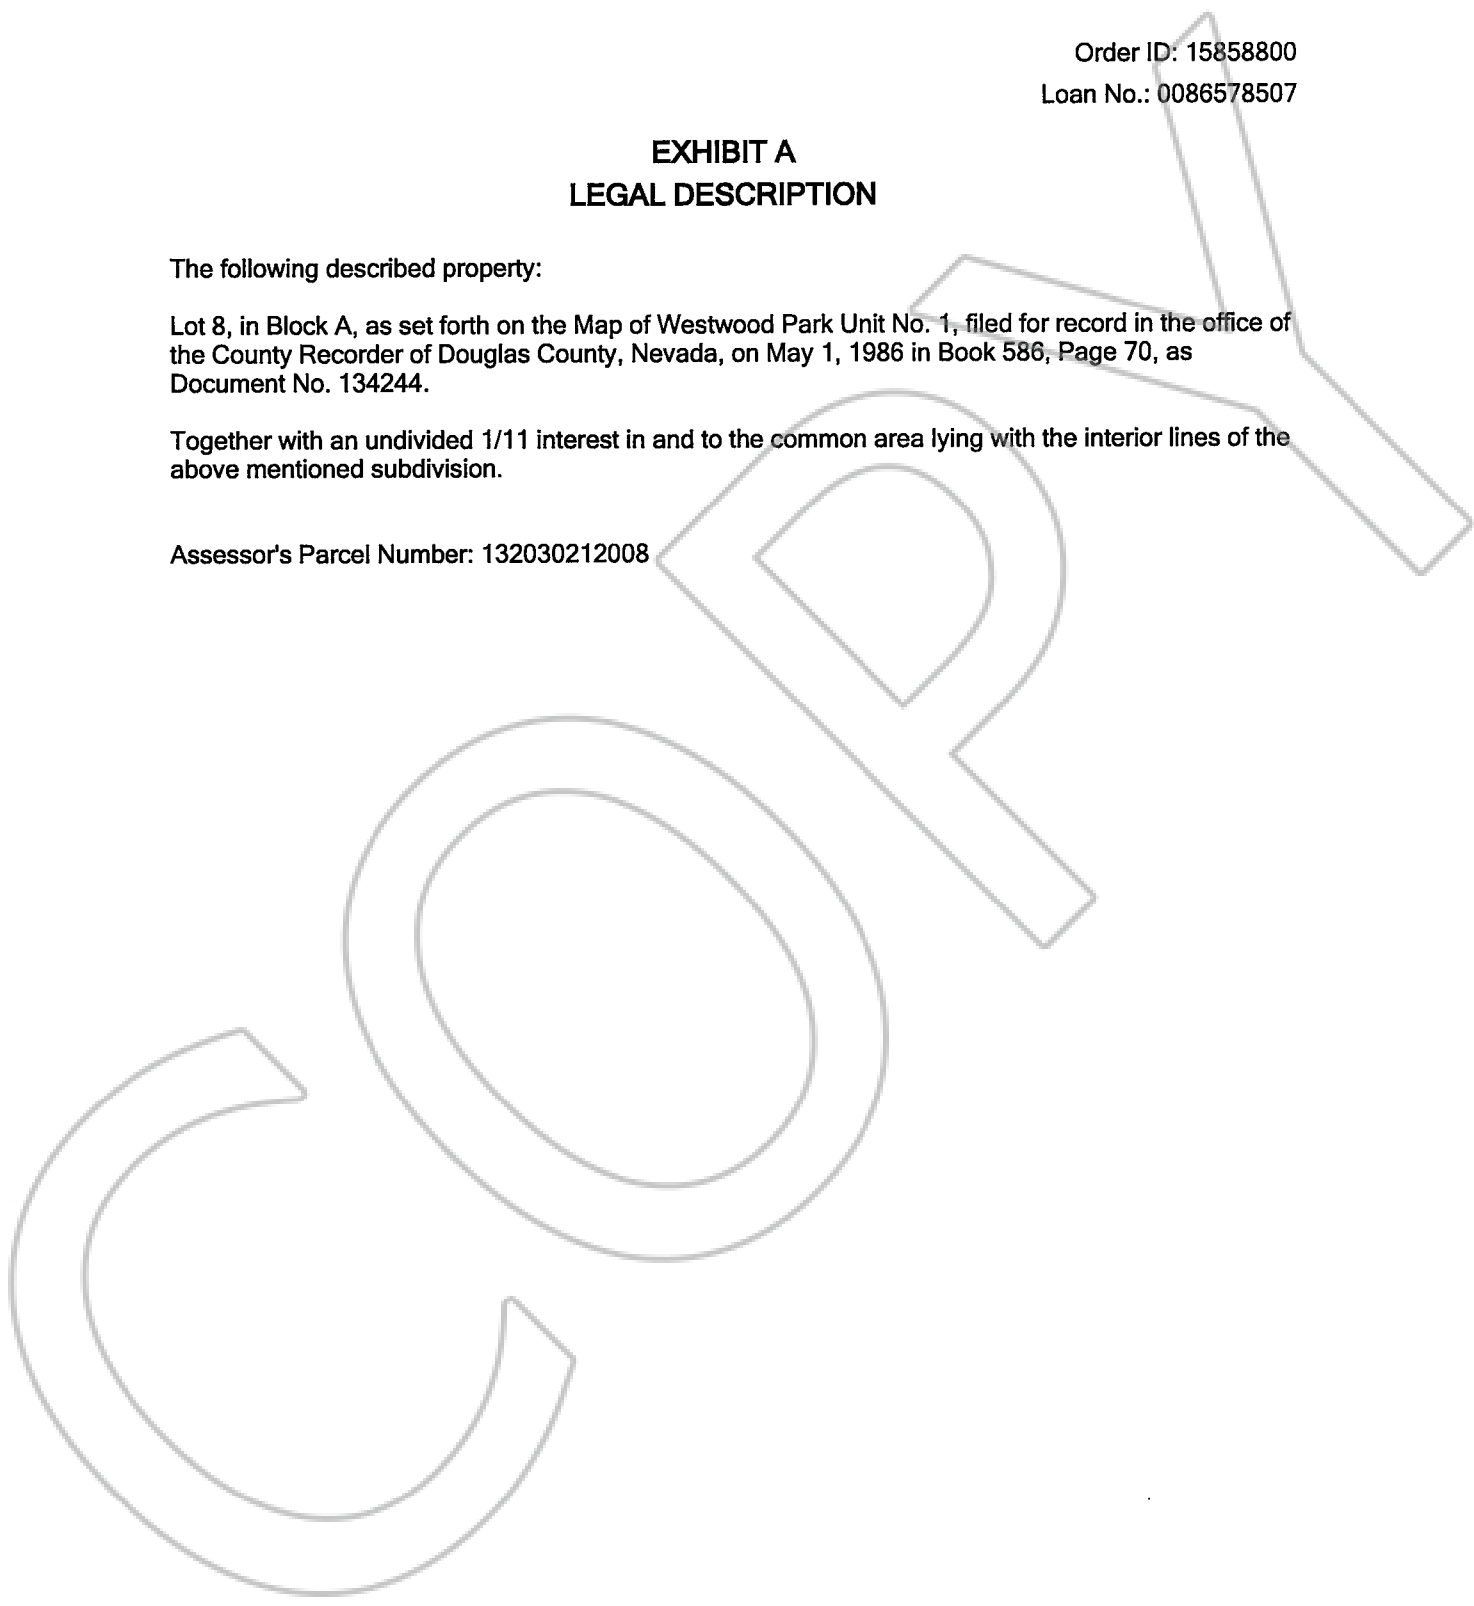 Order ID: 15858800
Loan No.: 0086578507
EXHIBIT A
LEGAL DESCRIPTION
The following described property:
Lot 8, in Block A, as set forth on the Map of Westwood Park Unit No. 1, filed for record in the office of
the County Recorder of Douglas County, Nevada, on May 1, 1986 in Book 586, Page 70, as
Document No. 134244.
Together with an undivided 1/11 interest in and to the common area lying with the interior lines of the
above mentioned subdivision.
Assessor's Parcel Number: 132030212008
COPY